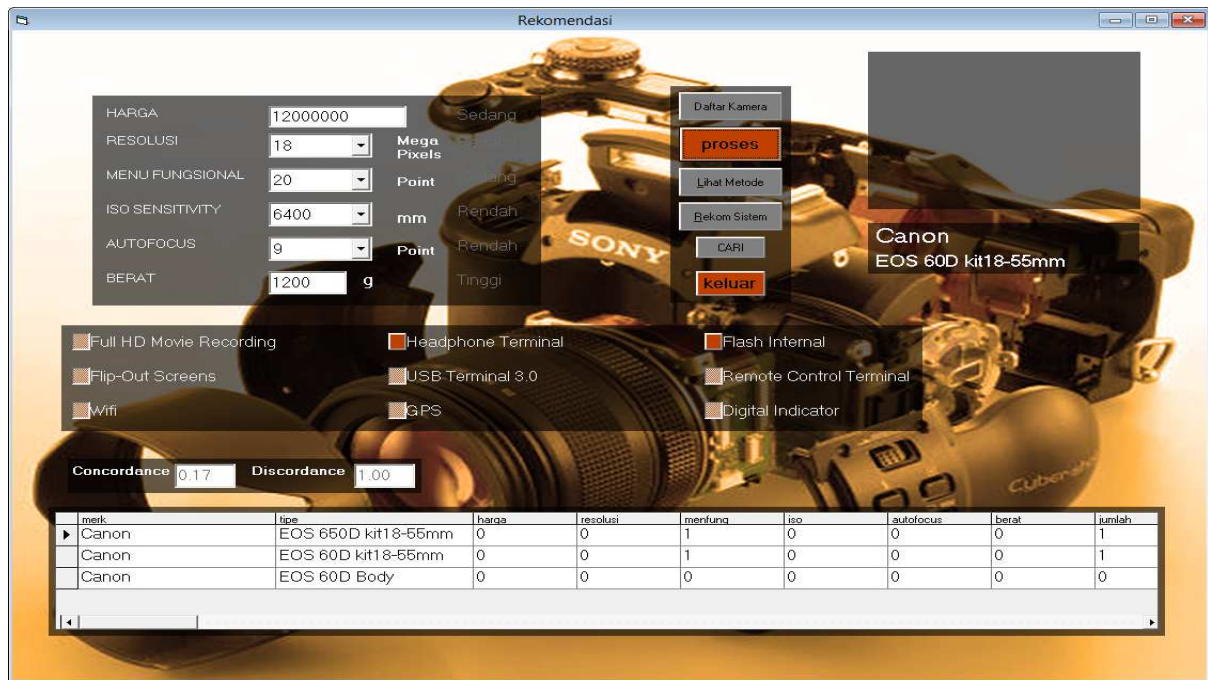 Rekomendasi
HARGA 12000000 Sedang
RESOLUSI 18 Mega Pixels
MENU FUNGSIONAL 20 Point
ISO SENSITIVITY 6400 mm Rendah
AUTOFOCUS 9 Point Rendah
BERAT 1200 g Tinggi
Daftar Kamera
proses
Lihat Metode
Rekom Sistem
CARI
keluar
Canon
EOS 60D kit18-55mm
SONY
Full HD Movie Recording Headphone Terminal Flash Internal
Flip-Out Screens USB Terminal 3.0 Remote Control Terminal
Wifi GPS Digital Indicator
Concordance 0.17 Discordance 1.00
merk tipe harga resolusi menfung iso autofocus berat jumlah
Canon EOS 650D kit18-55mm 0 0 1 0 0 0 1
Canon EOS 60D kit18-55mm 0 0 1 0 0 0 1
Canon EOS 60D Body 0 0 0 0 0 0 0